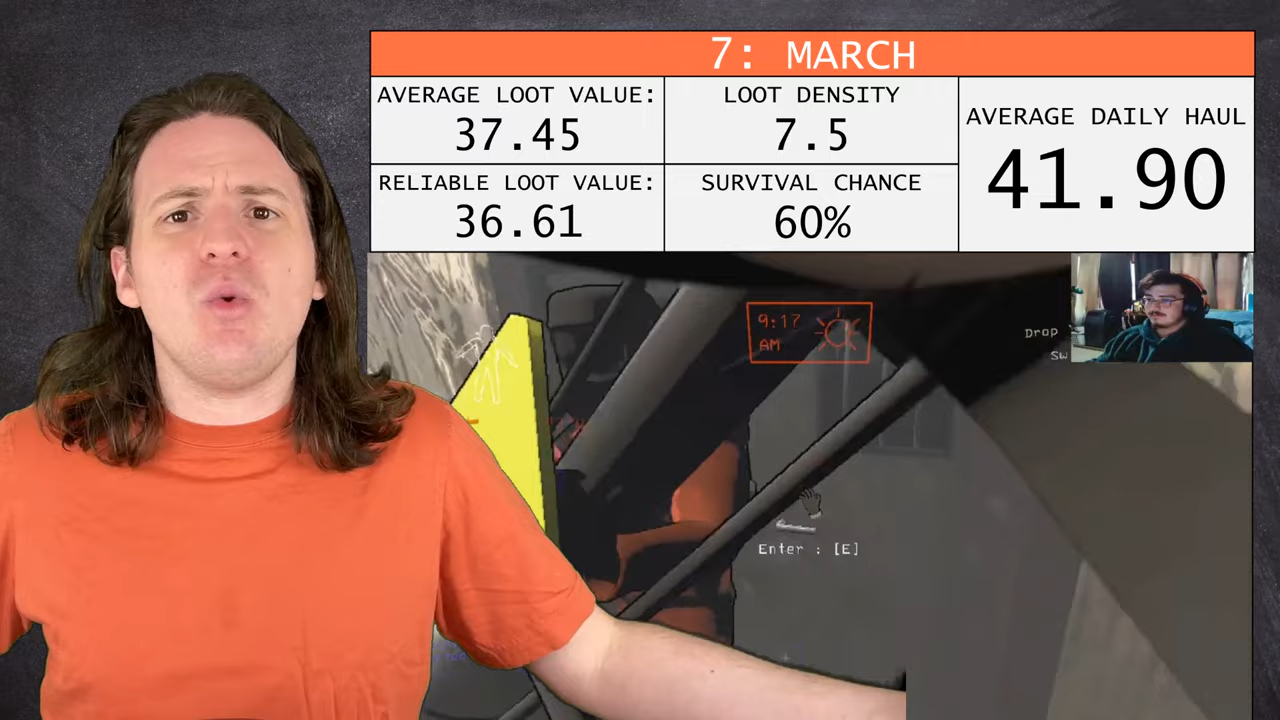 7: MARCH
AVERAGE LOOT VALUE:
37.45
LOOT DENSITY
7.5
AVERAGE DAILY HAUL
41.90
RELIABLE LOOT VALUE:
36.61
SURVIVAL CHANCE
60%
9:17
AM
Drop
Sw
Enter : [E]